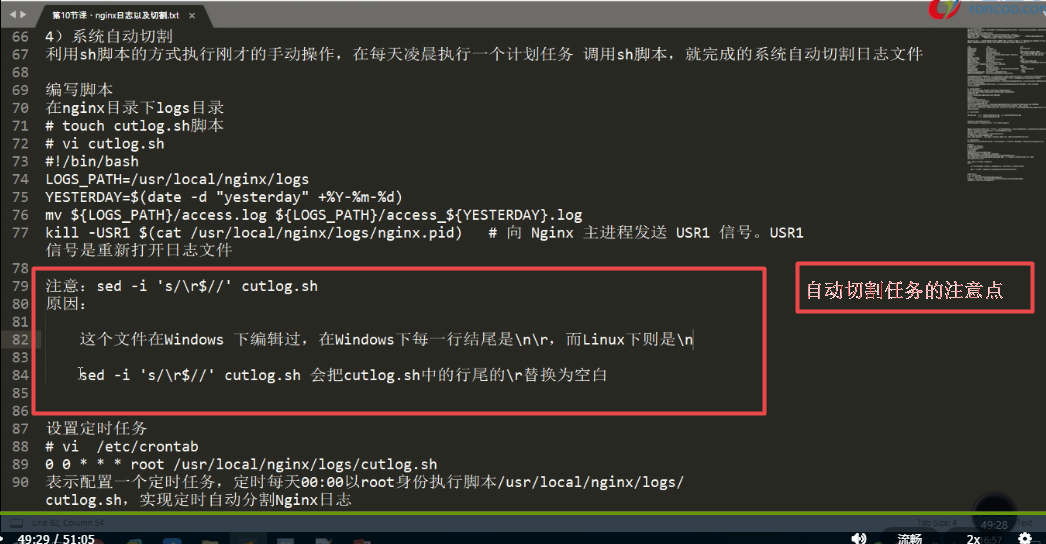 第10节课 - nginx日志以及切割.txt
roticoo.com
66 4）系统自动切割
67 利用sh脚本的方式执行刚才的手动操作，在每天凌晨执行一个计划任务 调用sh脚本，就完成的系统自动切割日志文件
68
69 编写脚本
70 在nginx目录下logs目录
71 # touch cutlog.sh脚本
72 # vi cutlog.sh
73 #!/bin/bash
74 LOGS_PATH=/usr/local/nginx/logs
75 YESTERDAY=$(date -d "yesterday" +%Y-%m-%d)
76 mv ${LOGS_PATH}/access.log ${LOGS_PATH}/access_${YESTERDAY}.log
77 kill -USR1 $(cat /usr/local/nginx/logs/nginx.pid)   # 向 Nginx 主进程发送 USR1 信号。USR1
信号是重新打开日志文件
78
79 注意：sed -i 's/\r$//' cutlog.sh
自动切割任务的注意点
80 原因：
81
82 这个文件在Windows 下编辑过，在Windows下每一行结尾是\n\r，而Linux下则是\n
83
84 sed -i 's/\r$//' cutlog.sh 会把cutlog.sh中的行尾的\r替换为空白
85
86
87 设置定时任务
88 # vi  /etc/crontab
89 0 0 * * * root /usr/local/nginx/logs/cutlog.sh
90 表示配置一个定时任务，定时每天00:00以root身份执行脚本/usr/local/nginx/logs/
cutlog.sh，实现定时自动分割Nginx日志
Line 82, Column 54
Tab Size: 4
49:28
49:29 / 51:05
流畅
2x